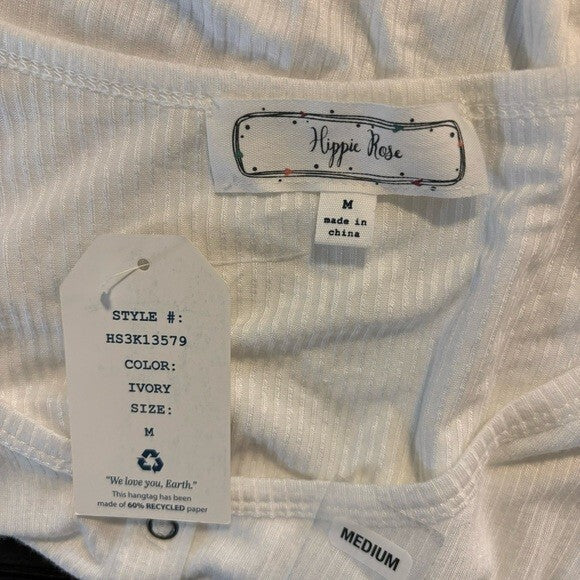 Hippie Rose
M
made in
china
STYLE #:
HS3K13579
COLOR:
IVORY
SIZE:
M
"We love you, Earth."
This hangtag has been
made of 60% RECYCLED paper
MEDIUM